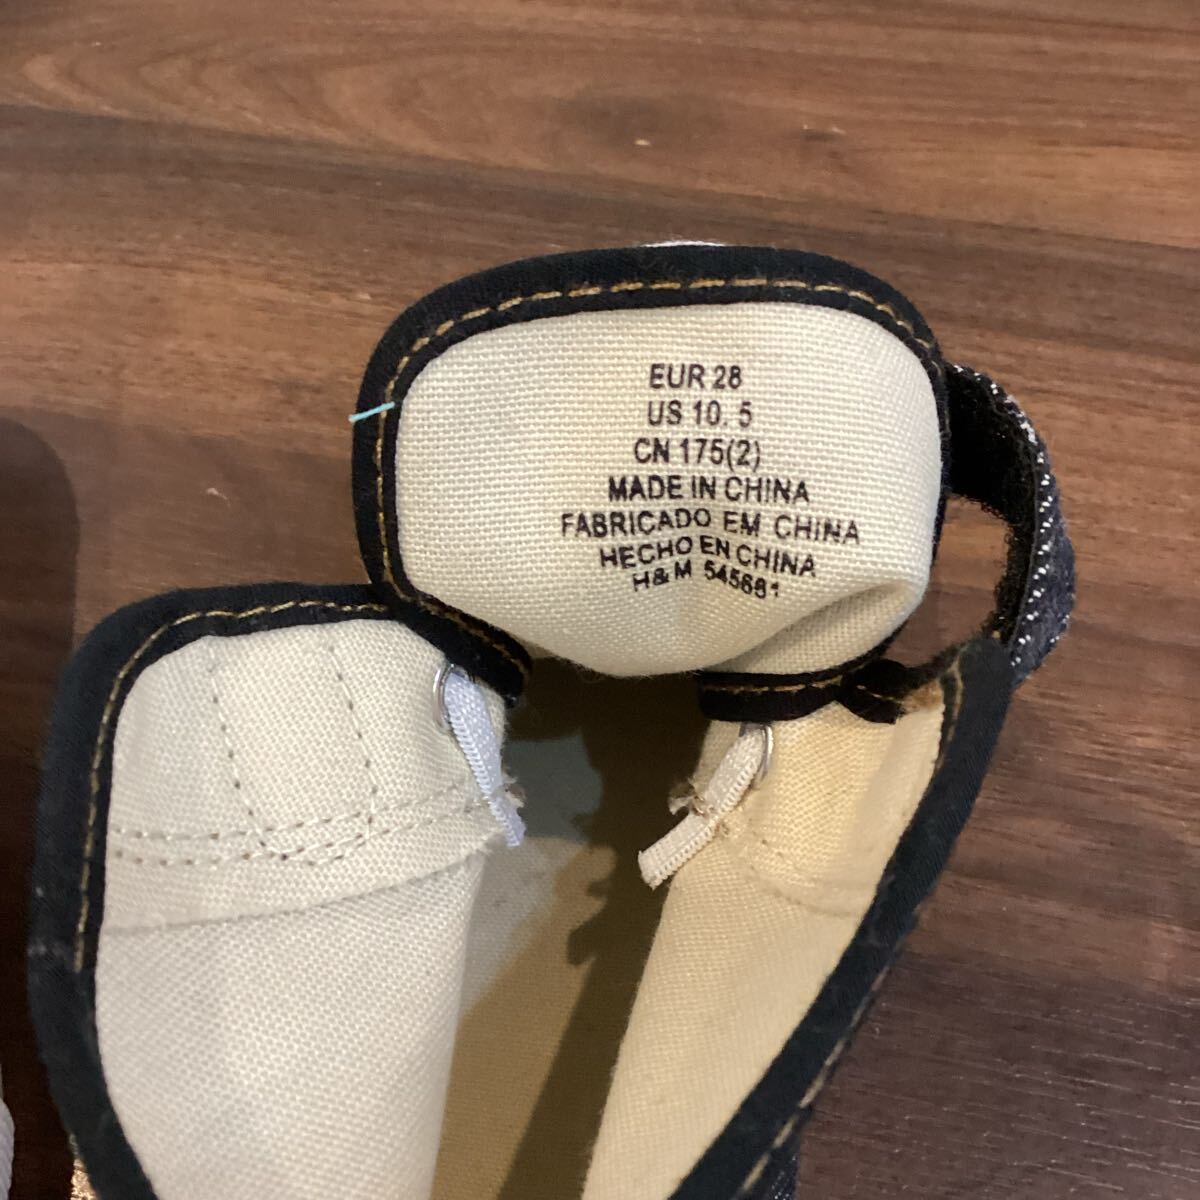 EUR 28
US 10. 5
CN 175(2)
MADE IN CHINA
FABRICADO EM CHINA
HECHO EN CHINA
H&M 545681